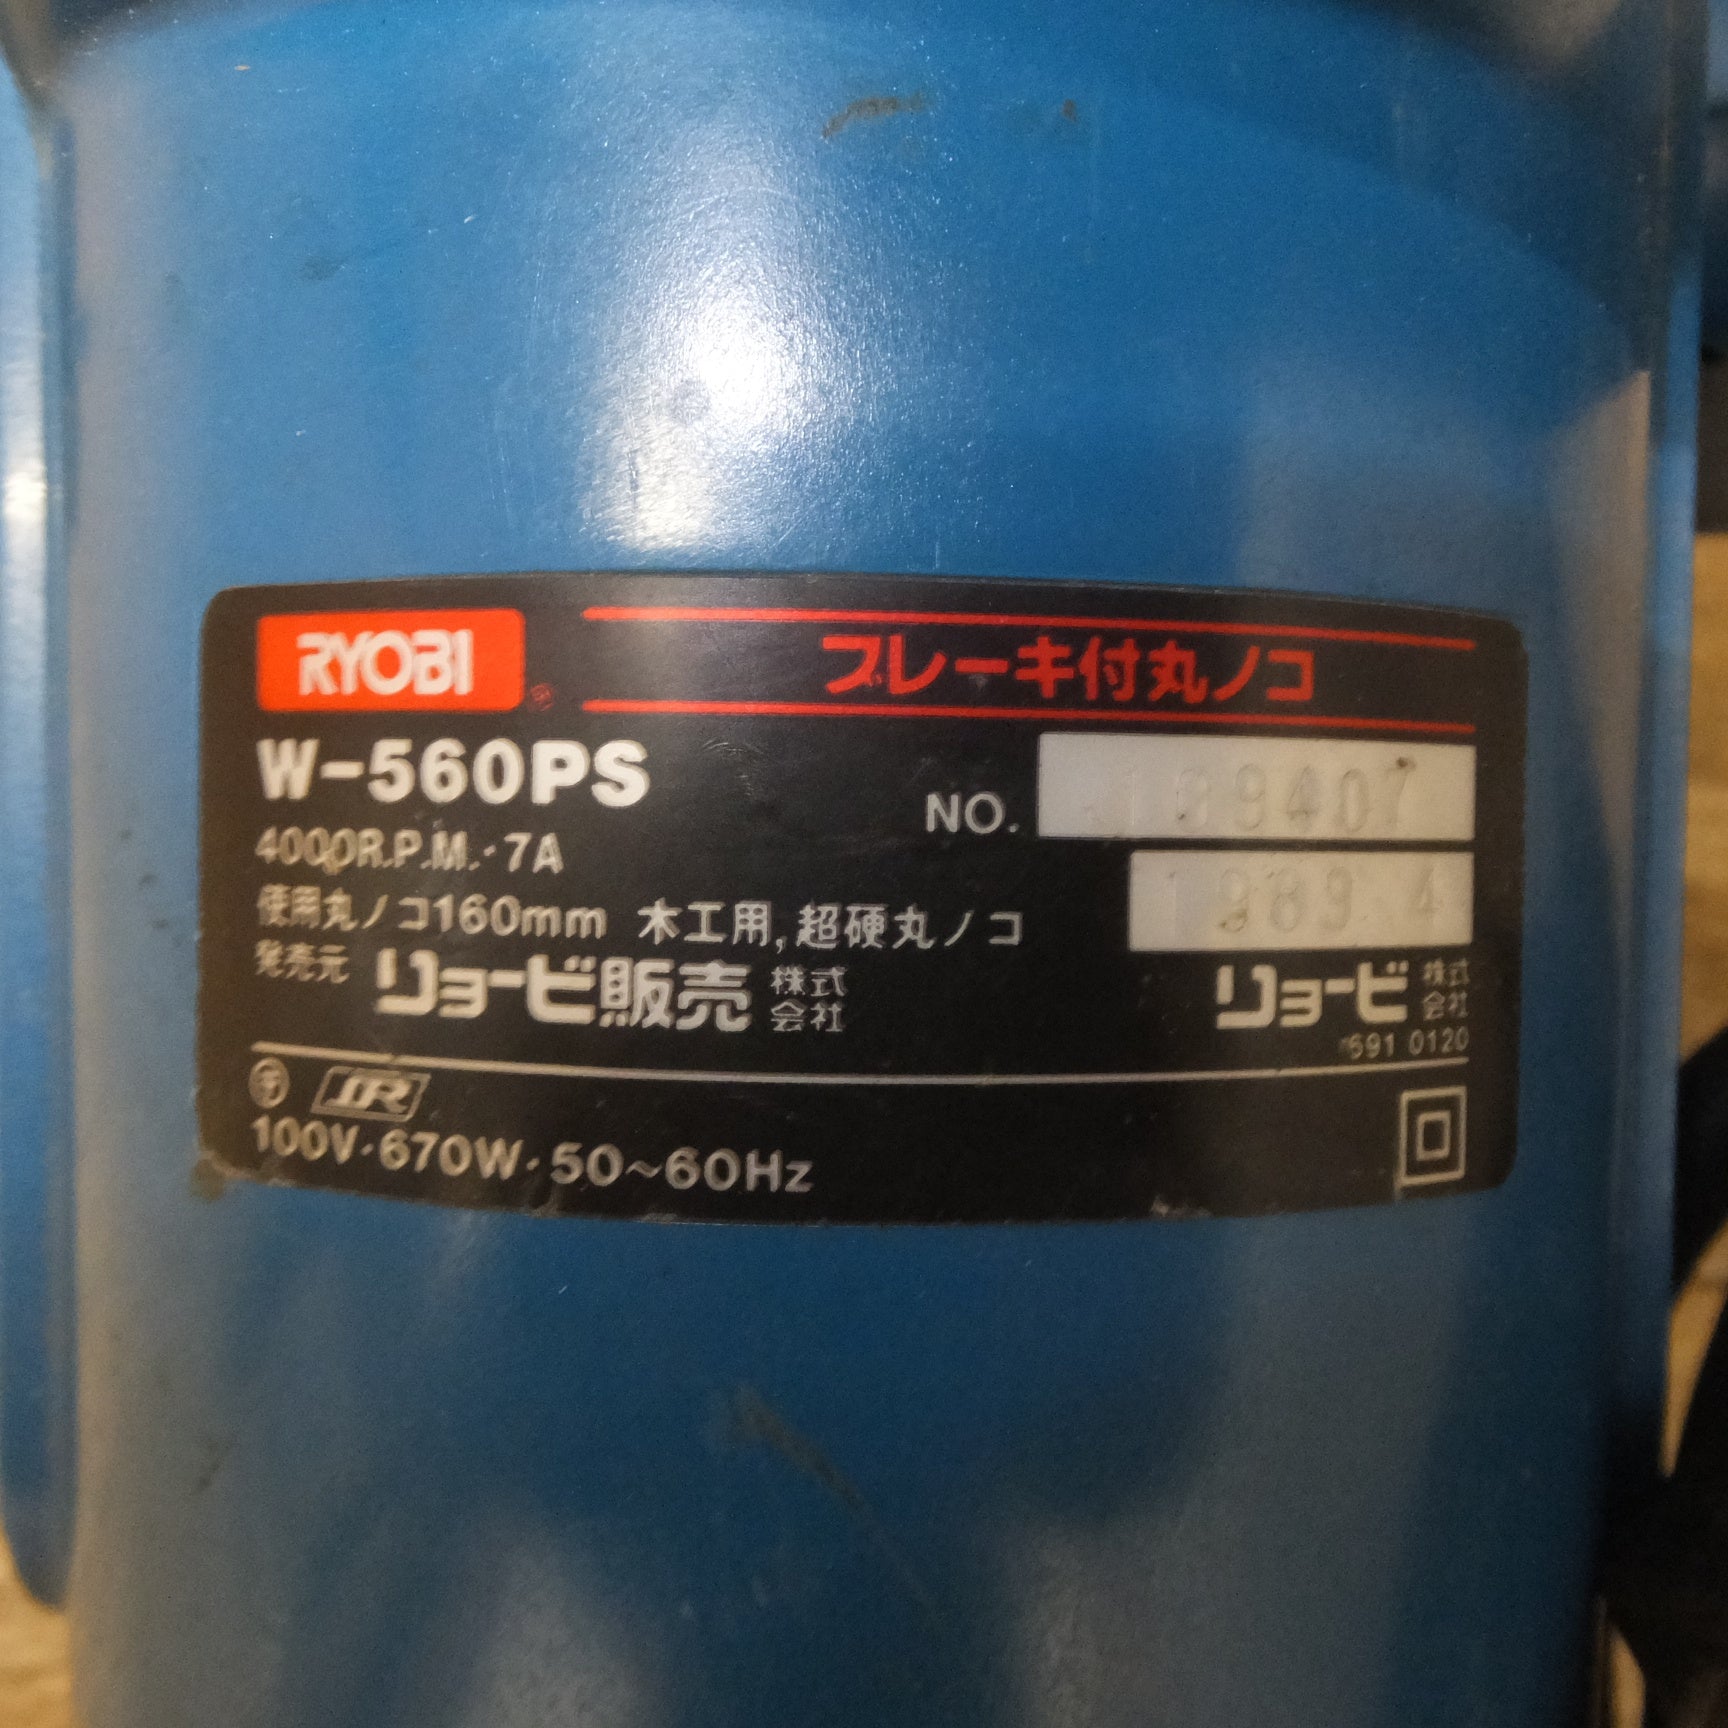 RYOBI
ブレーキ付丸ノコ
W-560PS
NO. 199407
4000R.P.M.・7A
1989 4
使用丸ノコ160mm 木工用,超硬丸ノコ
発売元 リョービ販売 株式会社
リョービ 株式会社
691 0120
100V・670W・50～60Hz